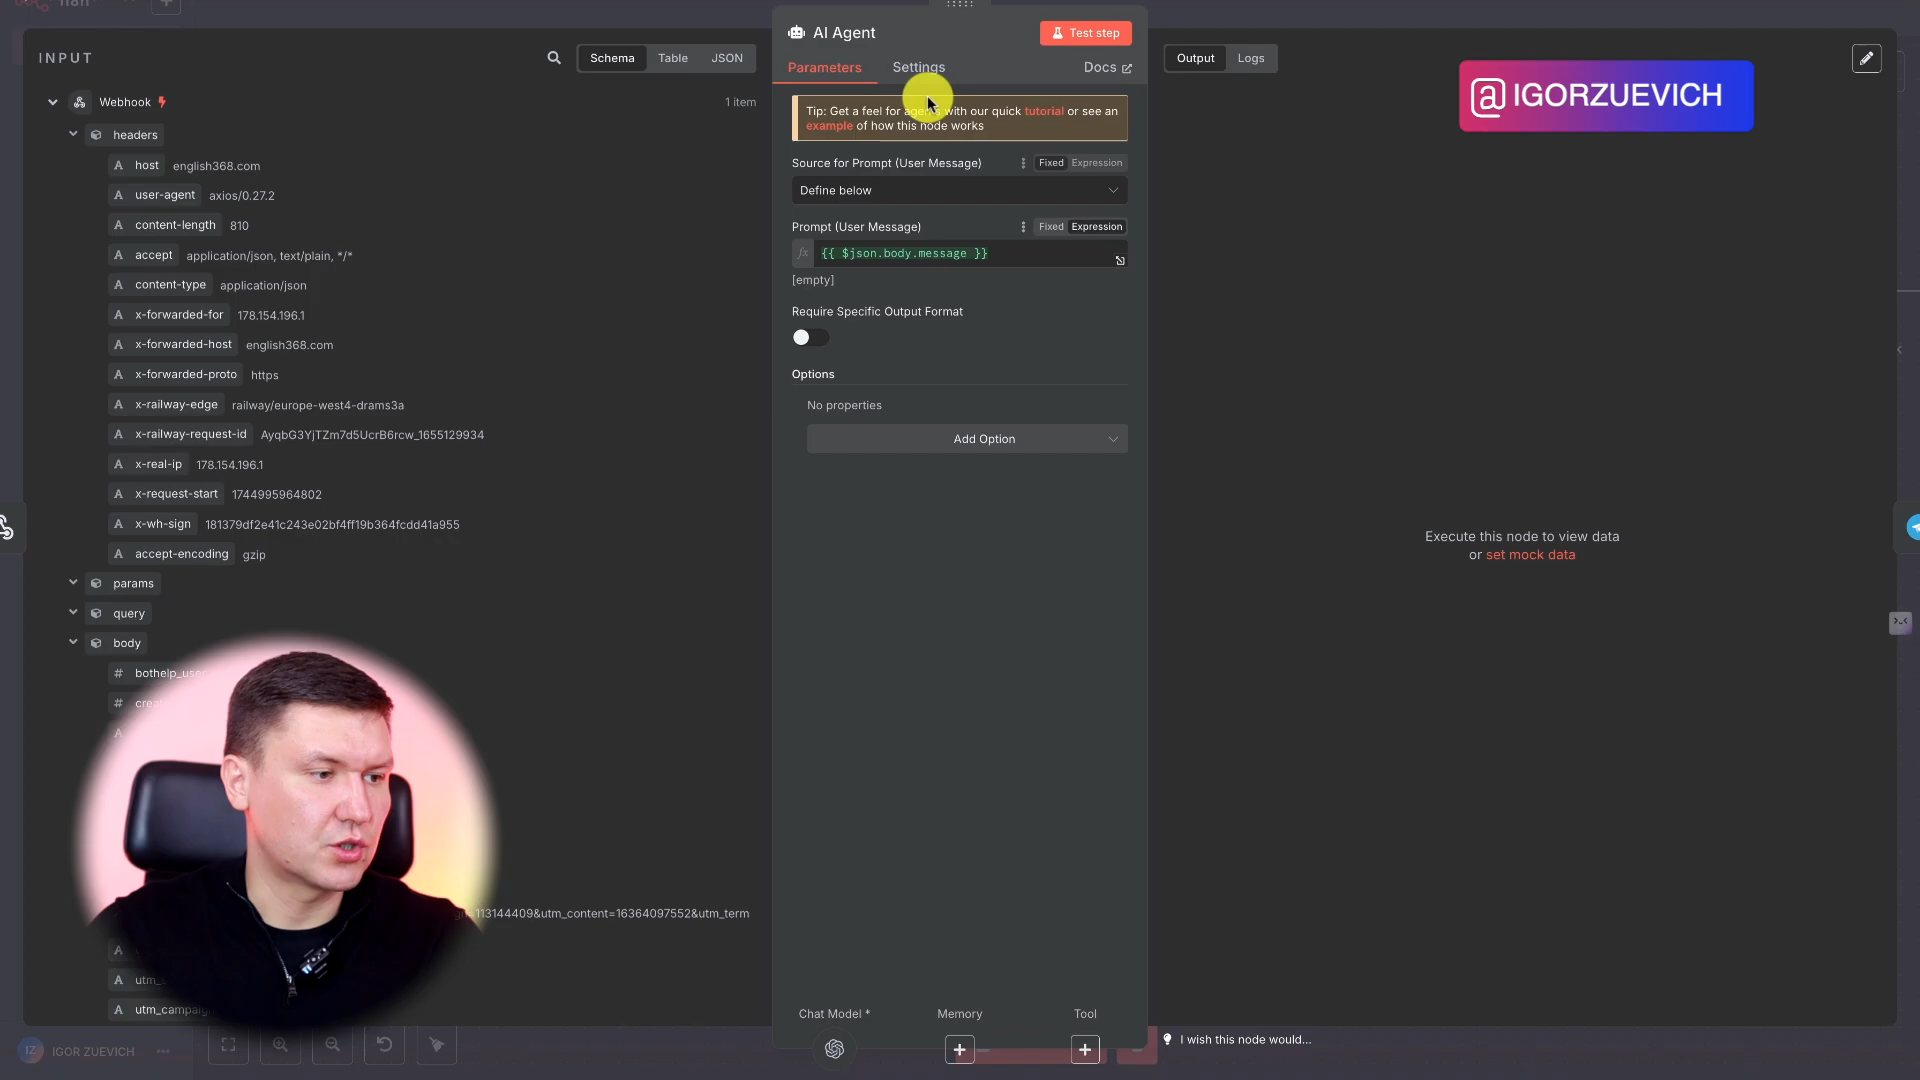 INPUT
Schema
Table
JSON
Webhook
1 item
headers
host english368.com
user-agent axios/0.27.2
content-length 810
accept application/json, text/plain, */*
content-type application/json
x-forwarded-for 178.154.196.1
x-forwarded-host english368.com
x-forwarded-proto https
x-railway-edge railway/europe-west4-drams3a
x-railway-request-id AyqbG3YjTZm7d5UcrB6rcw_1655129934
x-real-ip 178.154.196.1
x-request-start 1744995964802
x-wh-sign 181379df2e41c243e02bf4ff19b364fcdd41a955
accept-encoding gzip
params
query
body
=113144409&utm_content=16364097552&utm_term
IGOR ZUEVICH
AI Agent
Test step
Parameters
Settings
Docs
Tip: Get a feel for agents with our quick tutorial or see an
example of how this node works
Source for Prompt (User Message)
Fixed Expression
Define below
Prompt (User Message)
Fixed Expression
fx {{ $json.body.message }}
[empty]
Require Specific Output Format
Options
No properties
Add Option
Chat Model *
Memory
Tool
Output
Logs
@IGORZUEVICH
Execute this node to view data
or set mock data
I wish this node would...